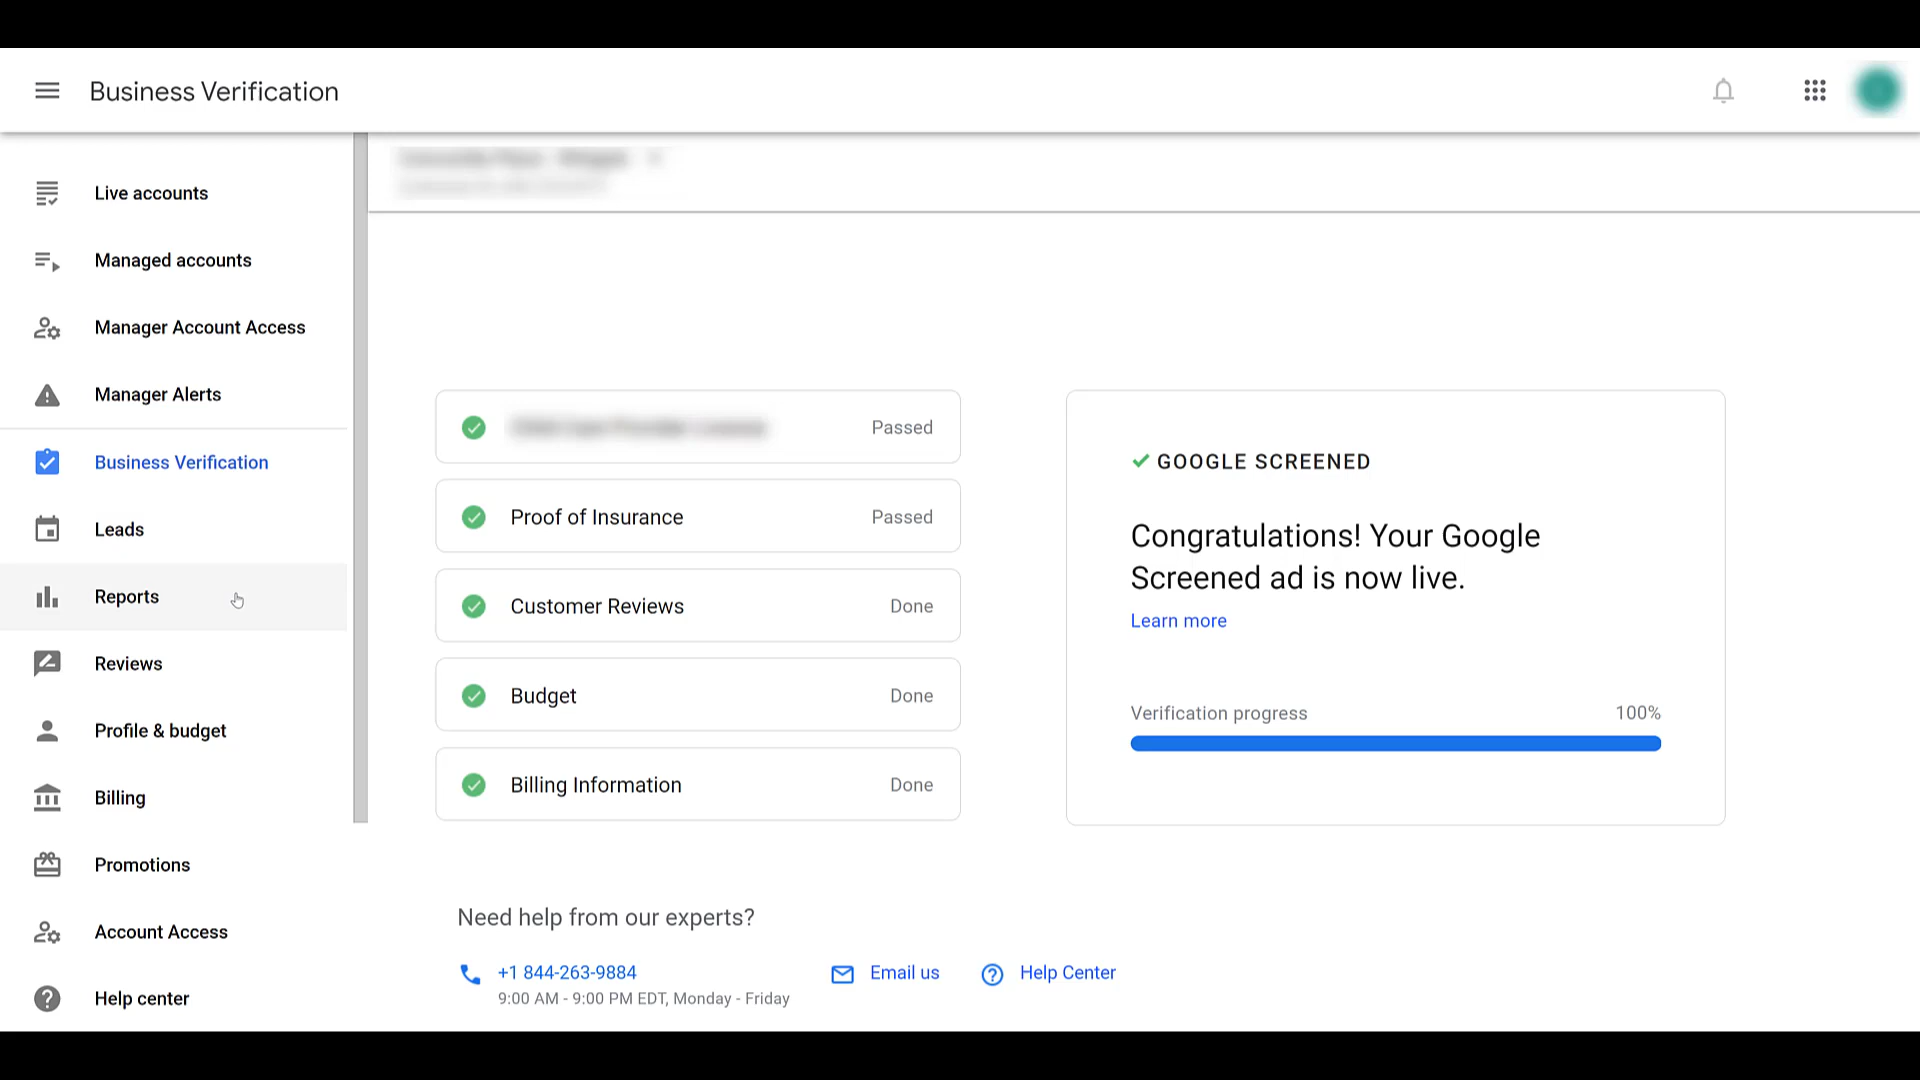 Business Verification
Live accounts
Managed accounts
Manager Account Access
Manager Alerts
Business Verification
Leads
Reports
Reviews
Profile & budget
Billing
Promotions
Account Access
Help center
Passed
Proof of Insurance Passed
Customer Reviews Done
Budget Done
Billing Information Done
GOOGLE SCREENED
Congratulations! Your Google
Screened ad is now live.
Learn more
Verification progress 100%
Need help from our experts?
+1 844-263-9884
9:00 AM - 9:00 PM EDT, Monday - Friday
Email us
Help Center